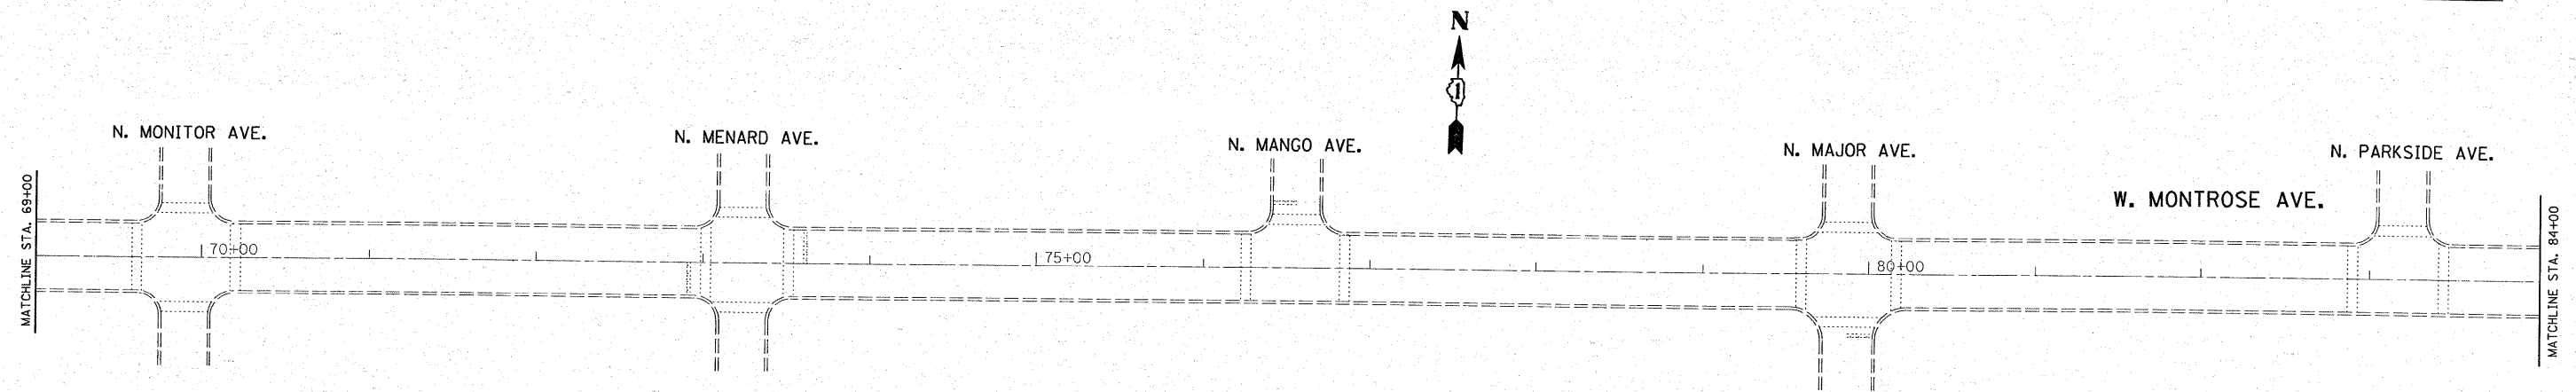 N
1
N. MONITOR AVE.
N. MENARD AVE.
N. MANGO AVE.
N. MAJOR AVE.
N. PARKSIDE AVE.
W. MONTROSE AVE.
MATCHLINE STA. 69+00
70+00
75+00
80+00
MATCHLINE STA. 84+00